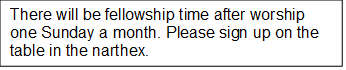 There will be fellowship time after worship
one Sunday a month. Please sign up on the
table in the narthex.